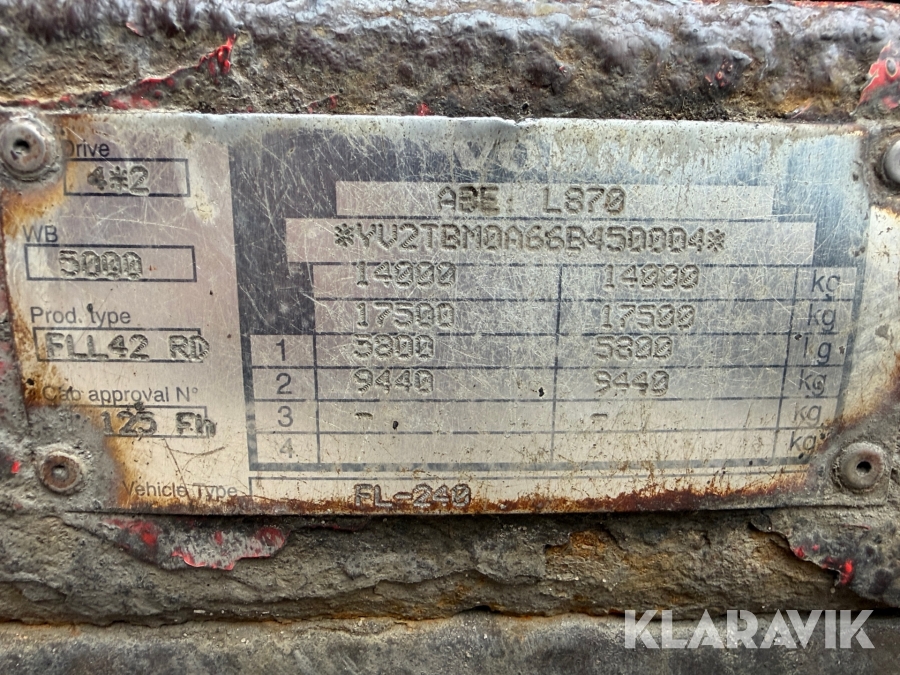 Drive
4*2
WB
5000
Prod. type
FLL42 RD
Cab approval N°
125 Fh
Vehicle Type
FL-240
VOLVO
ABE: L870
*YV2TBM0A66B450004*
14000 14000 kg
17500 17500 kg
1 5800 5800 kg
2 9440 9440 kg
3 - - kg
4 kg
KLARAVIK